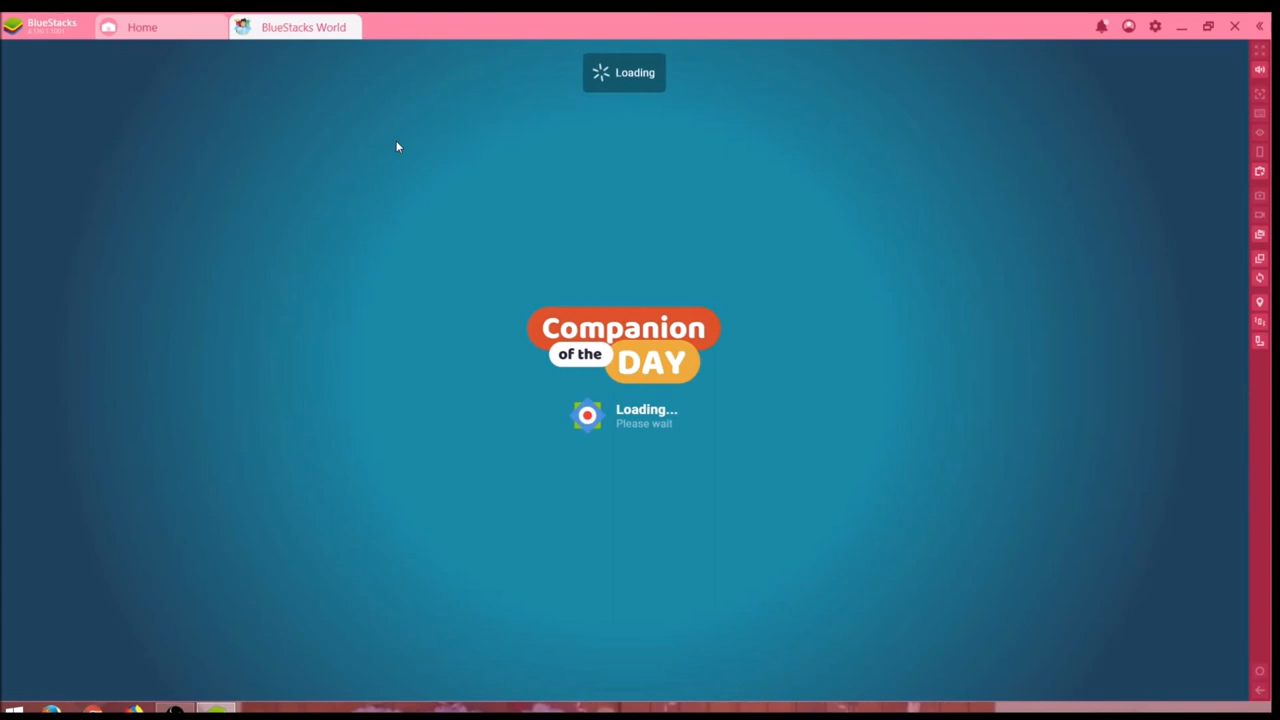 BlueStacks
Home
BlueStacks World
Loading
Companion
of the
DAY
Loading...
Please wait